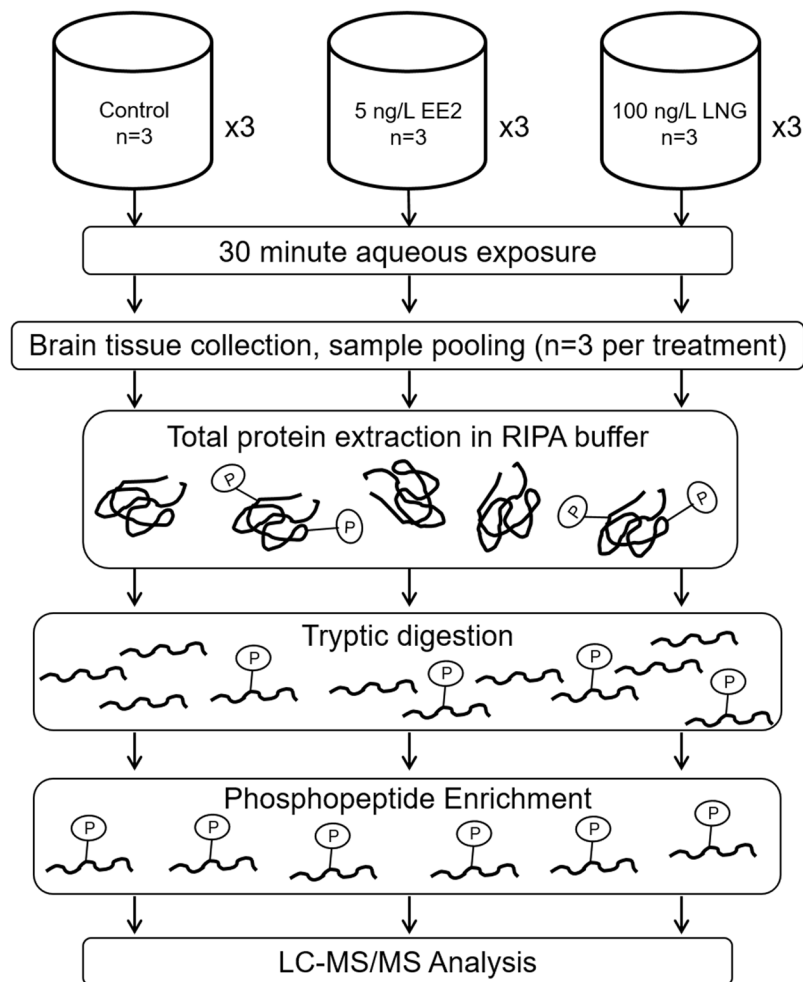 Control
n=3
x3
5 ng/L EE2
n=3
x3
100 ng/L LNG
n=3
x3
30 minute aqueous exposure
Brain tissue collection, sample pooling (n=3 per treatment)
Total protein extraction in RIPA buffer
P
P
P
P
Tryptic digestion
P
P
P
P
Phosphopeptide Enrichment
P
P
P
P
P
P
LC-MS/MS Analysis